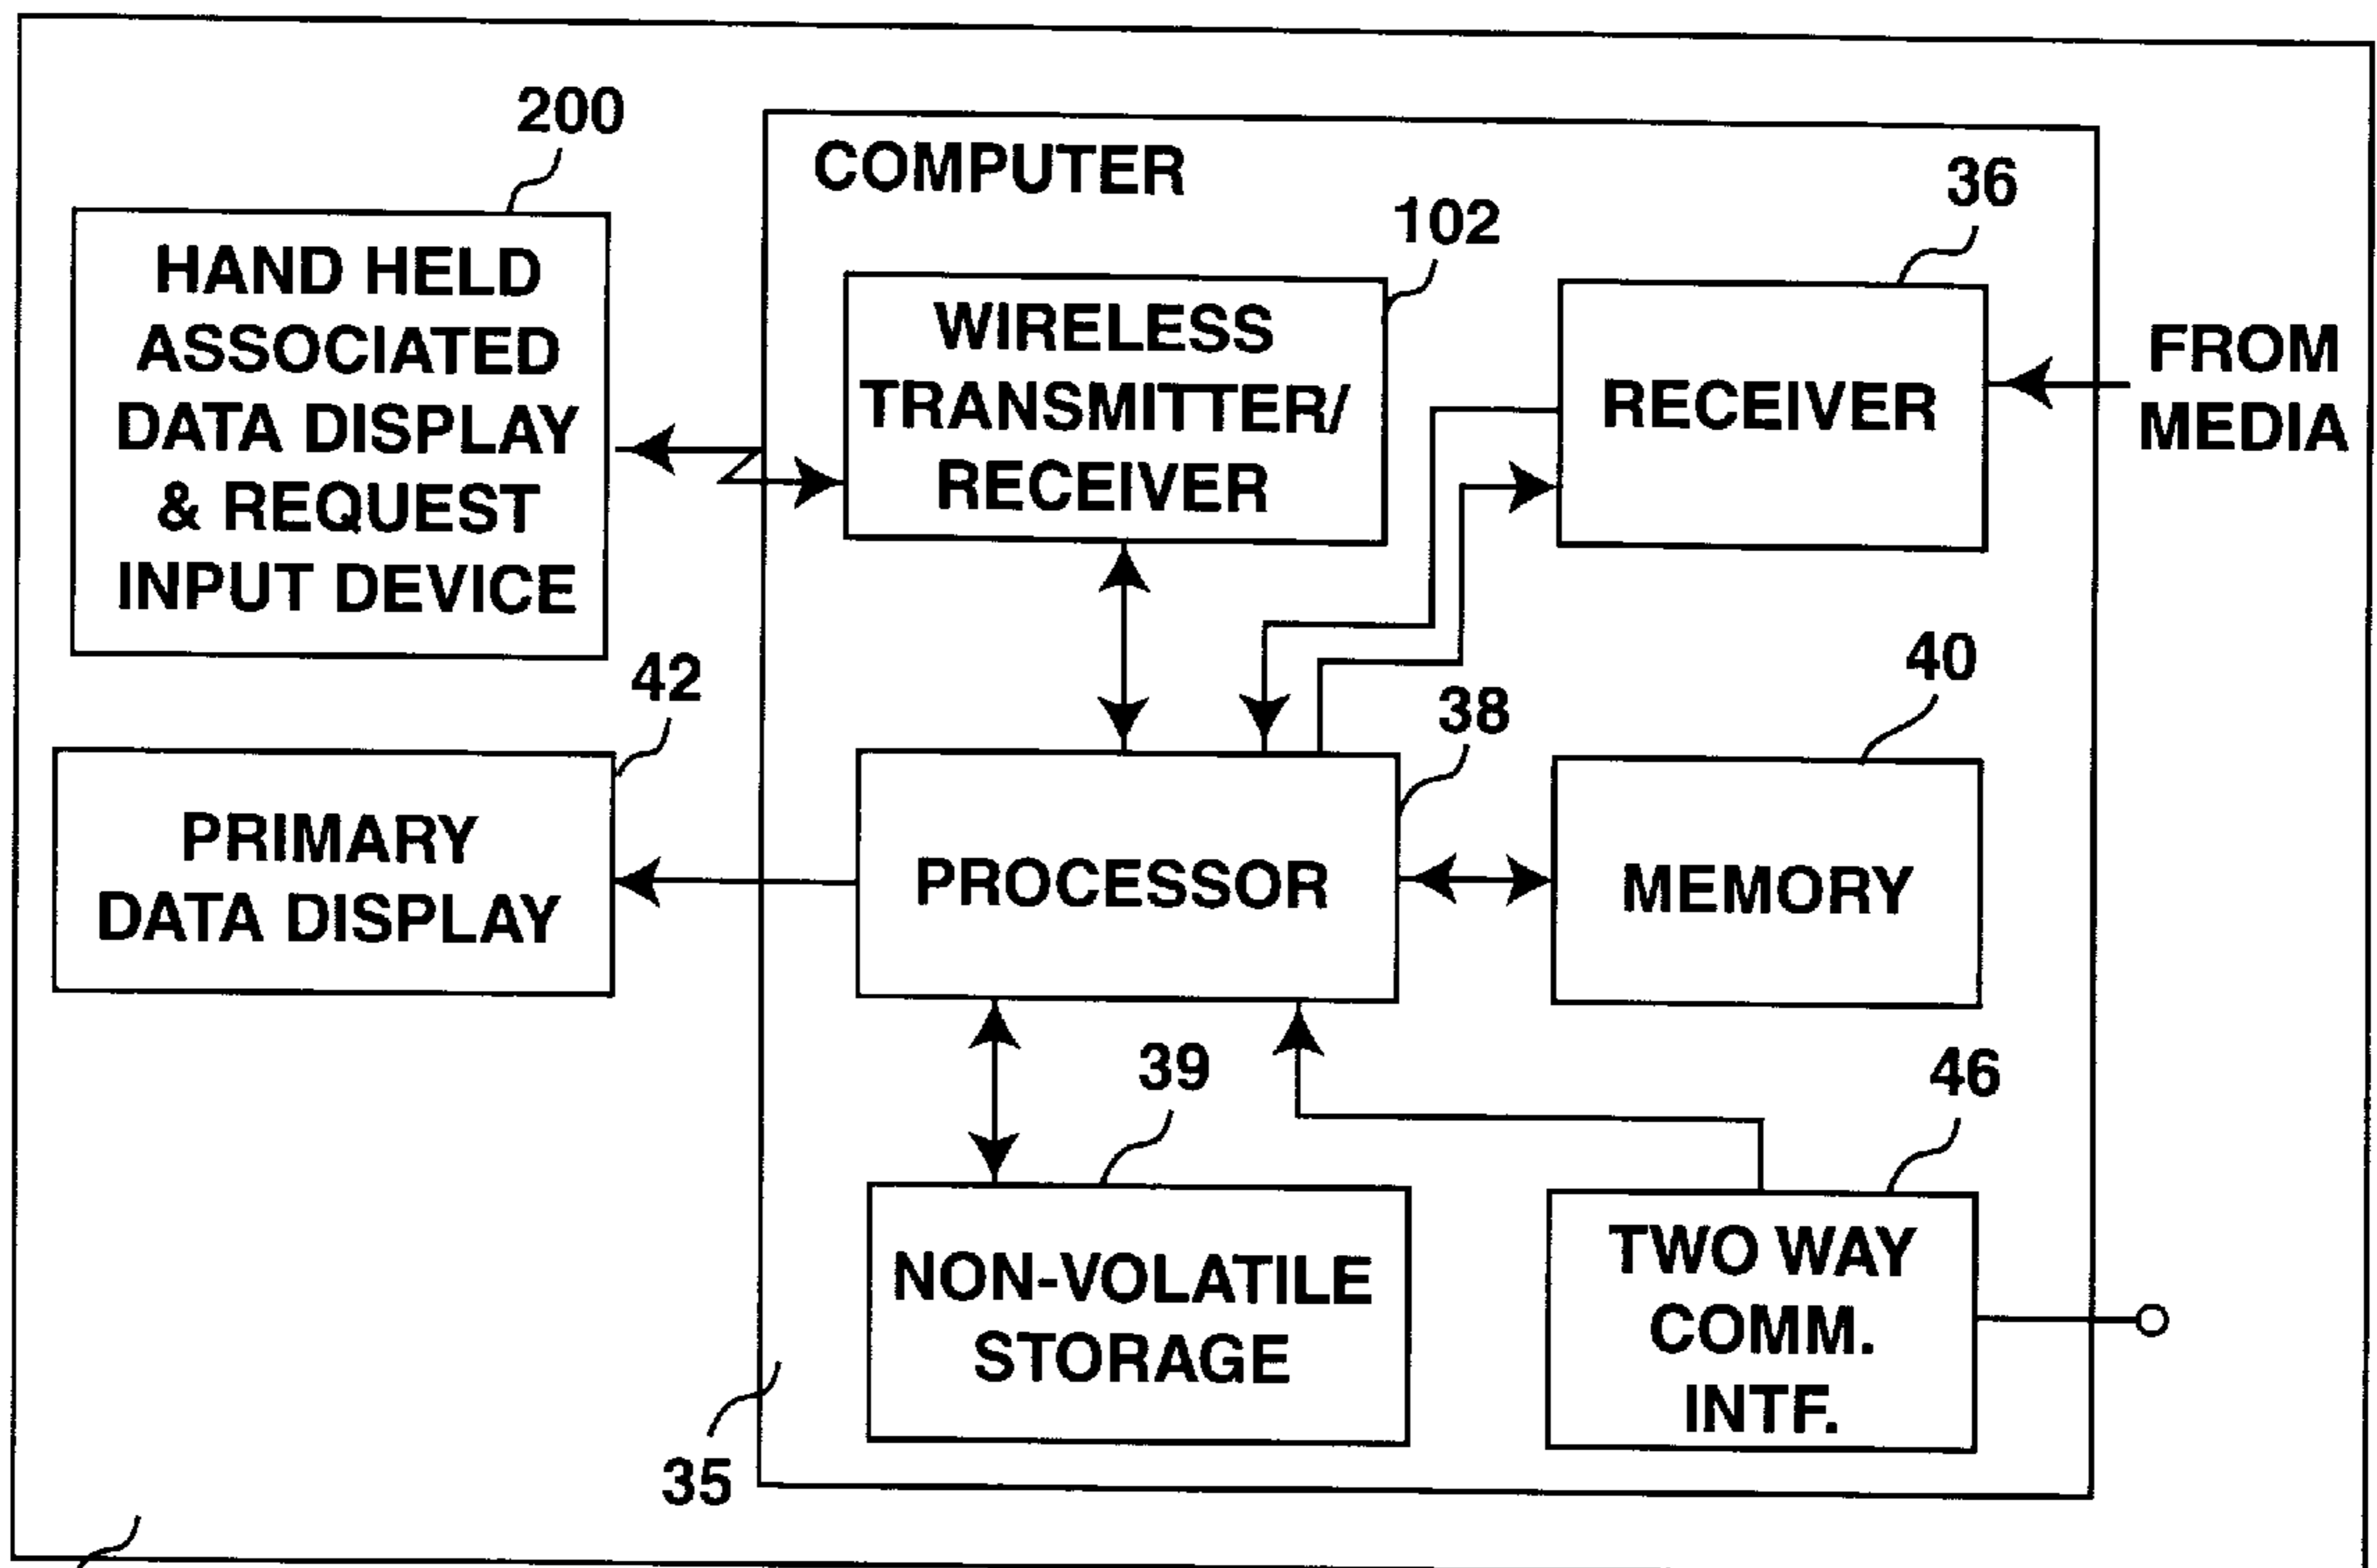 200
COMPUTER
36
102
HAND HELD
ASSOCIATED
DATA DISPLAY
& REQUEST
INPUT DEVICE
WIRELESS
TRANSMITTER/
RECEIVER
RECEIVER
FROM
MEDIA
42
38
40
PRIMARY
DATA DISPLAY
PROCESSOR
MEMORY
39
46
NON-VOLATILE
STORAGE
TWO WAY
COMM.
INTF.
35